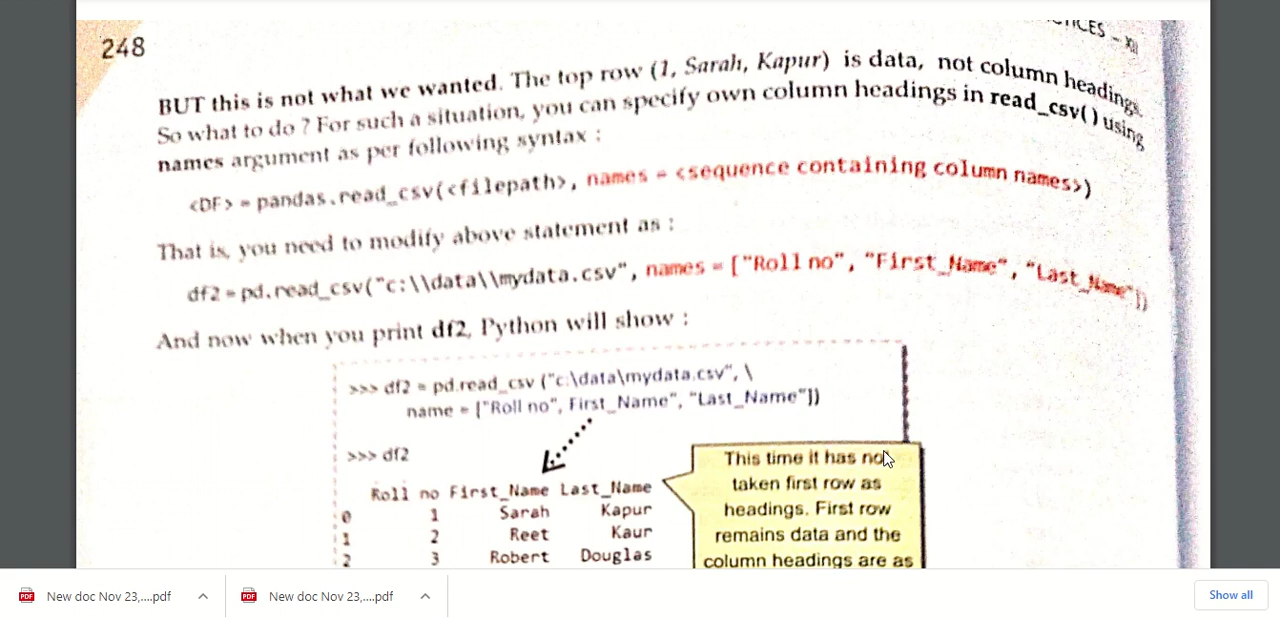 248
BUT this is not what we wanted. The top row (1, Sarah, Kapur) is data, not column headings.
So what to do ? For such a situation, you can specify own column headings in read_csv( ) using
names argument as per following syntax :
<DF> = pandas.read_csv(<filepath>, names = <sequence containing column names>)
That is, you need to modify above statement as :
df2 = pd.read_csv("c:\\data\\mydata.csv", names = ["Roll no", "First_Name", "Last_Name"])
And now when you print df2, Python will show :
>>> df2 = pd.read_csv ("c:\data\mydata.csv", \
name = ["Roll no", First_Name", "Last_Name"])
>>> df2
Roll no First_Name Last_Name
0 1 Sarah Kapur
1 2 Reet Kaur
2 3 Robert Douglas
This time it has not
taken first row as
headings. First row
remains data and the
column headings are as
New doc Nov 23,....pdf
New doc Nov 23,....pdf
Show all